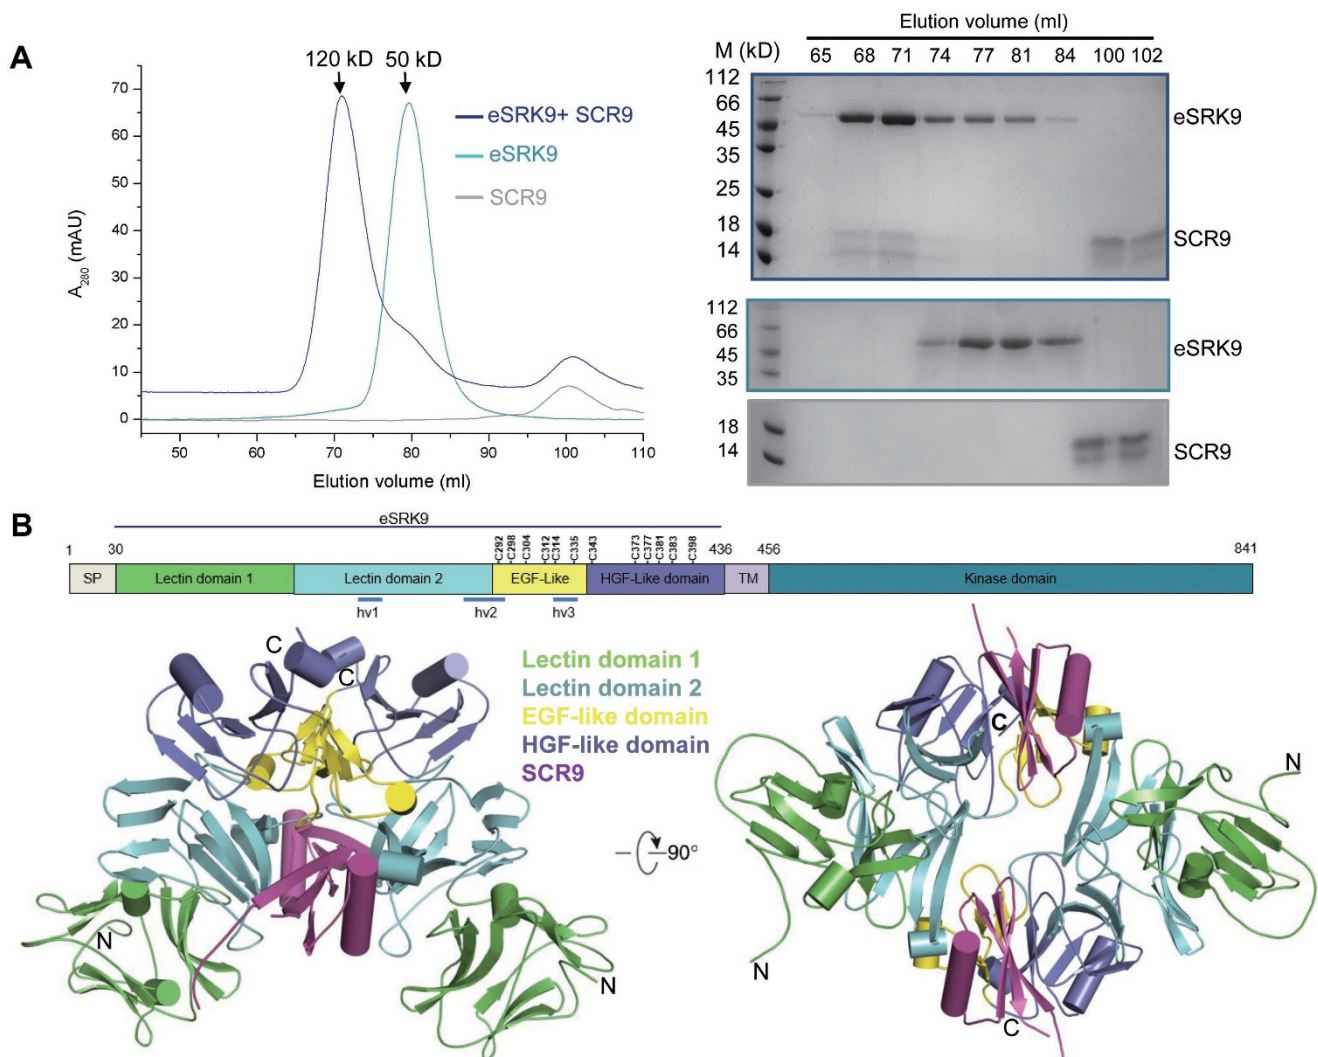 A
120 kD 50 kD
70
60
50
40
30
20
10
0
A280 (mAU)
50 60 70 80 90 100 110
Elution volume (ml)
eSRK9+ SCR9
eSRK9
SCR9
Elution volume (ml)
M (kD) 65 68 71 74 77 81 84 100 102
112
66
45
35
25
18
14
eSRK9
SCR9
112
66
45
35
eSRK9
18
14
SCR9
B
eSRK9
1 30 C292 C298 C304 C312 C314 C335 C343 C373 C377 C381 C383 C398 436 456 841
SP Lectin domain 1 Lectin domain 2 EGF-Like HGF-Like domain TM Kinase domain
hv1 hv2 hv3
C
C
N
N
Lectin domain 1
Lectin domain 2
EGF-like domain
HGF-like domain
SCR9
90°
C
N
N
C